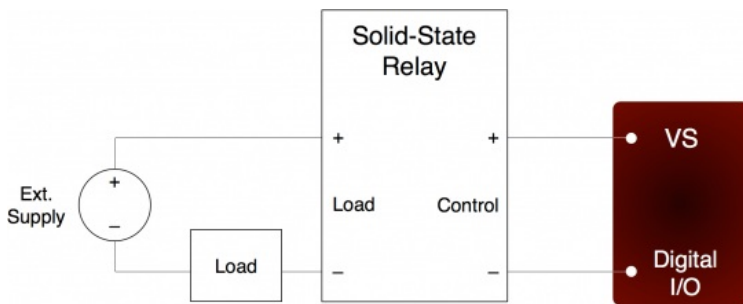 Solid-State
Relay
+
+
VS
+
Ext.
Supply
Load
Control
−
Load
−
−
Digital
I/O